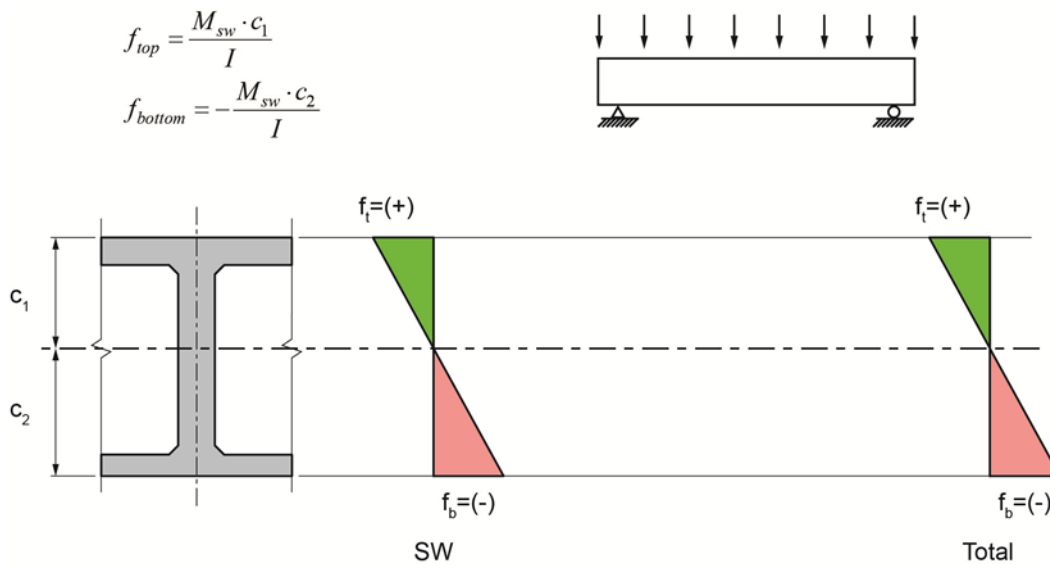 f_top = M_sw · c_1 / I
f_bottom = − M_sw · c_2 / I
f_t=(+)
f_t=(+)
c_1
c_2
f_b=(-)
f_b=(-)
SW
Total